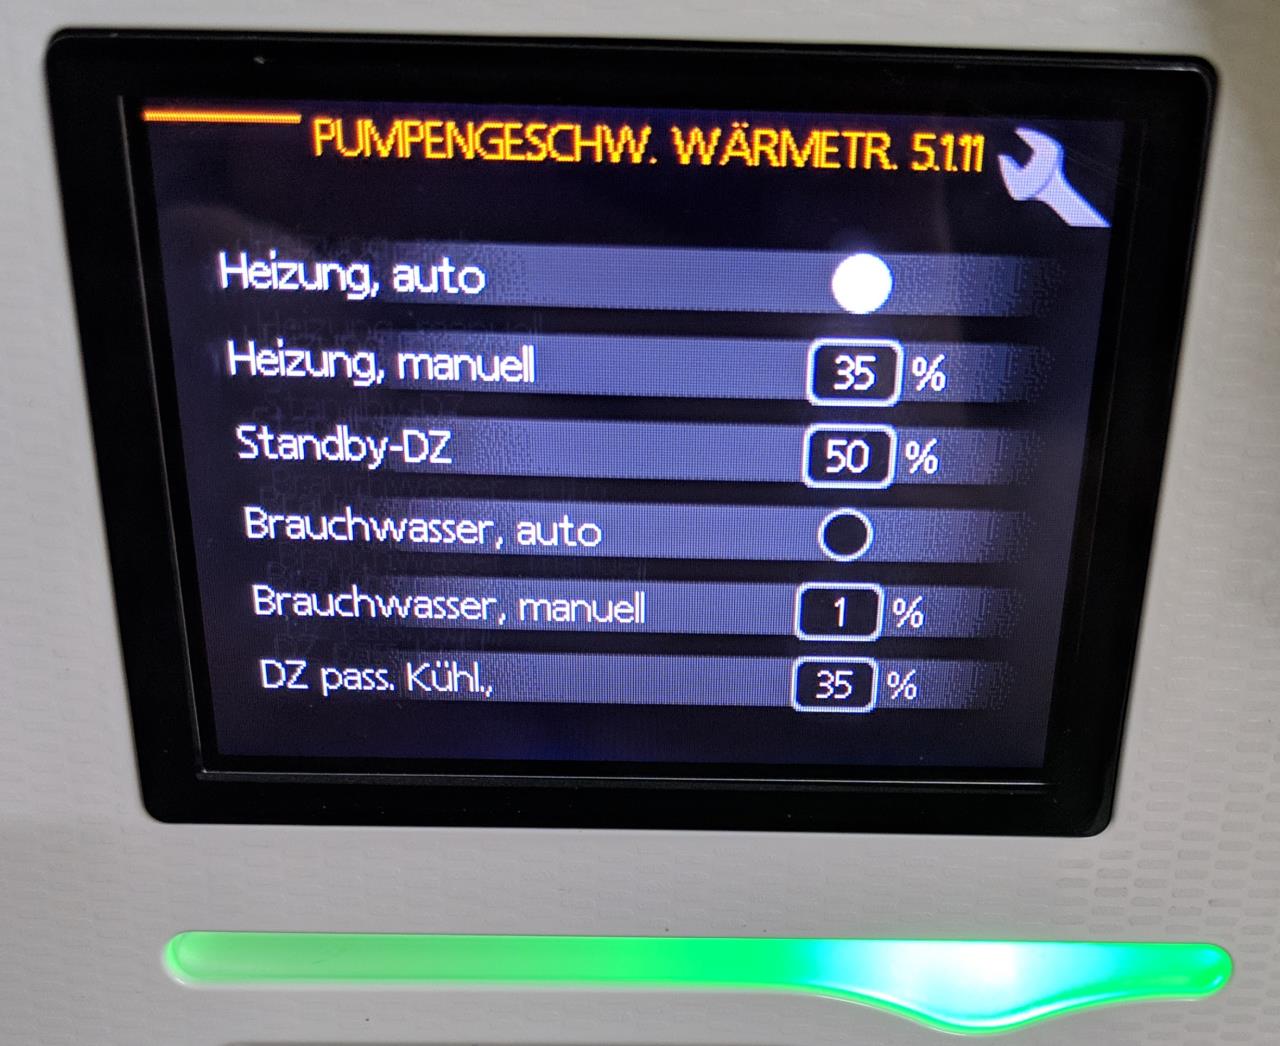 PUMPENGESCHW. WÄRMETR. 5.1.11
Heizung, auto
Heizung, manuell 35 %
Standby-DZ 50 %
Brauchwasser, auto
Brauchwasser, manuell 1 %
DZ pass. Kühl., 35 %